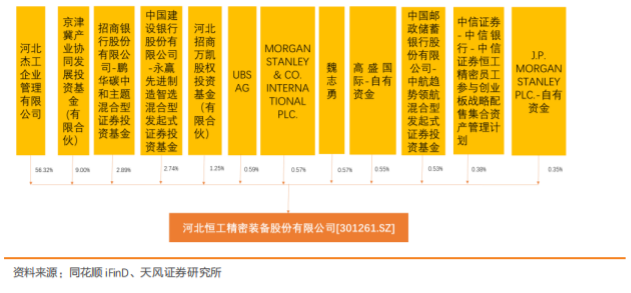 河北
杰工
企业
管理
有限
公司
京津
冀产
业协
同发
展投
资基
金
(有
限合
伙)
招商银
行股份
有限公
司-鹏
华碳中
和主题
混合型
证券投
资基金
中国建
设银行
股份有
限公司
-永赢
先进制
造智选
混合型
发起式
证券投
资基金
河北
招商
万凯
股权
投资
基金
(有
限合
伙)
UBS
AG
MORGAN
STANLEY
& CO.
INTERNA
TIONAL
PLC.
魏
志
勇
高盛国
际-自有
资金
中国邮
政储蓄
银行股
份有限
公司-
中航趋
势领航
混合型
发起式
证券投
资基金
中信证券
-中信银
行-中信
证券恒工
精密员工
参与创业
板战略配
售集合资
产管理计
划
J.P.
MORGAN
STANLEY
PLC.-自有
资金
56.32%
9.00%
2.89%
2.74%
1.25%
0.59%
0.57%
0.57%
0.55%
0.53%
0.38%
0.35%
河北恒工精密装备股份有限公司[301261.SZ]
资料来源：同花顺 iFinD、天风证券研究所